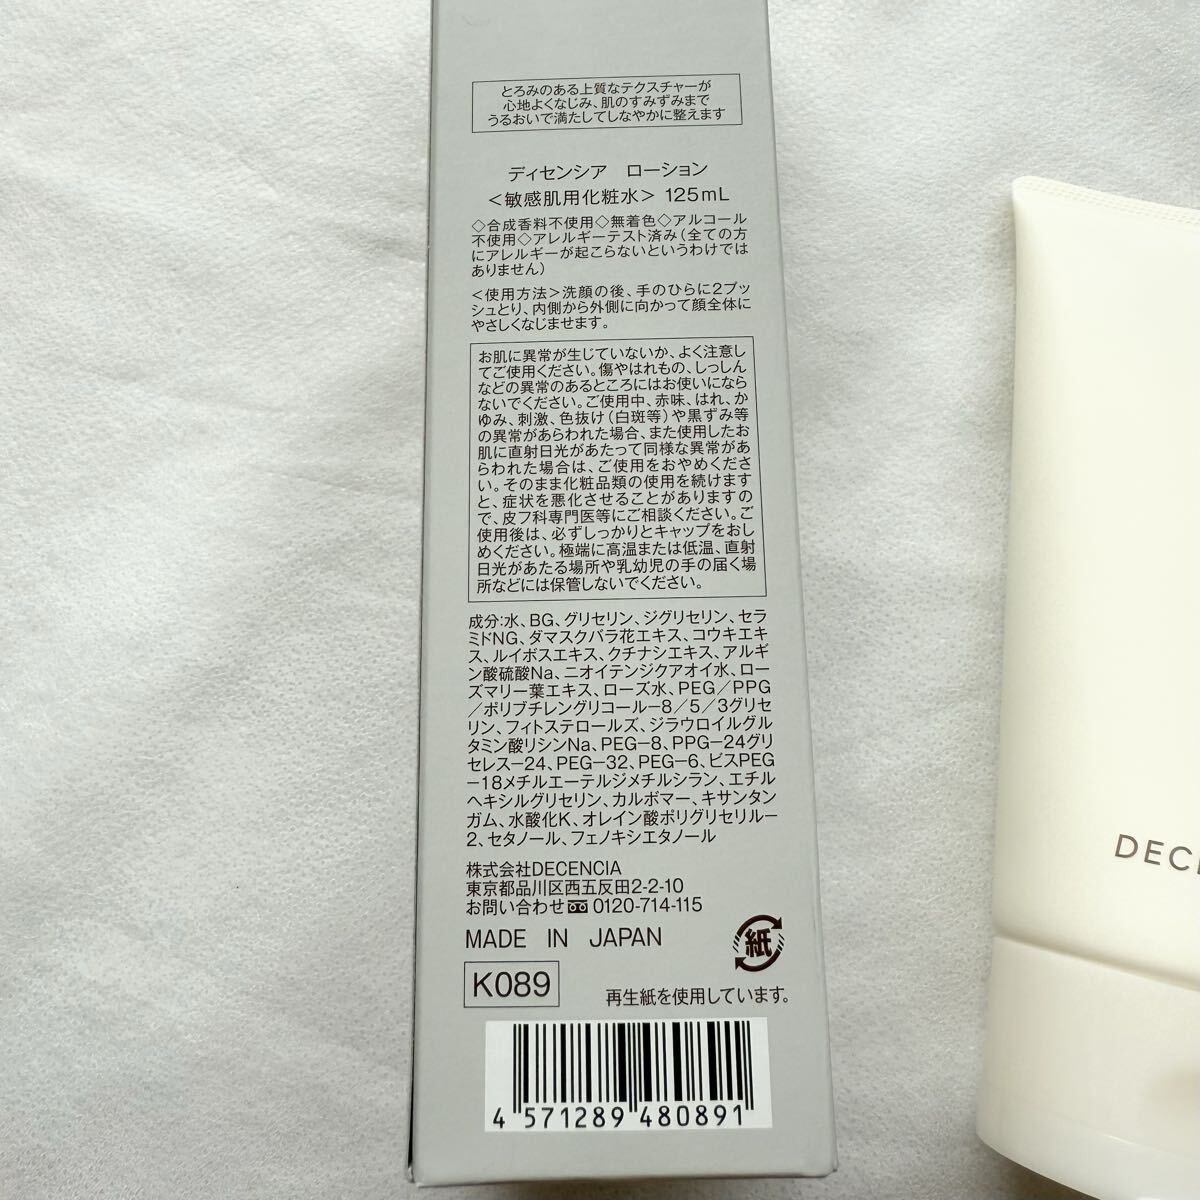 とろみのある上質なテクスチャーが
心地よくなじみ、肌のすみずみまで
うるおいで満たしてしなやかに整えます
ディセンシア ローション
＜敏感肌用化粧水＞ 125mL
◇合成香料不使用◇無着色◇アルコール
不使用◇アレルギーテスト済み(全ての方
にアレルギーが起こらないというわけでは
ありません)
＜使用方法＞洗顔の後、手のひらに2プッ
シュとり、内側から外側に向かって顔全体に
やさしくなじませます。
お肌に異常が生じていないか、よく注意し
てご使用ください。傷やはれもの、しっしん
などの異常のあるところにはお使いになら
ないでください。ご使用中、赤味、はれ、か
ゆみ、刺激、色抜け(白斑等)や黒ずみ等
の異常があらわれた場合、また使用したお
肌に直射日光があたって同様な異常があ
らわれた場合は、ご使用をおやめくださ
い。そのまま化粧品類の使用を続けます
と、症状を悪化させることがありますの
で、皮フ科専門医等にご相談ください。ご
使用後は、必ずしっかりとキャップをおし
めください。極端に高温または低温、直射
日光があたる場所や乳幼児の手の届く場
所などには保管しないでください。
成分:水、BG、グリセリン、ジグリセリン、セラ
ミドNG、ダマスクバラ花エキス、コウキエキ
ス、ルイボスエキス、クチナシエキス、アルギ
ン酸硫酸Na、ニオイテンジクアオイ水、ロー
ズマリー葉エキス、ローズ水、PEG／PPG
／ポリブチレングリコール−8／5／3グリセ
リン、フィトステロールズ、ジラウロイルグル
タミン酸リシンNa、PEG−8、PPG−24グリ
セレス−24、PEG−32、PEG−6、ビスPEG
−18メチルエーテルジメチルシラン、エチル
ヘキシルグリセリン、カルボマー、キサンタン
ガム、水酸化K、オレイン酸ポリグリセリル−
2、セタノール、フェノキシエタノール
株式会社DECENCIA
東京都品川区西五反田2-2-10
お問い合わせ 0120-714-115
MADE IN JAPAN
紙
K089
再生紙を使用しています。
4 571289 480891
DEC